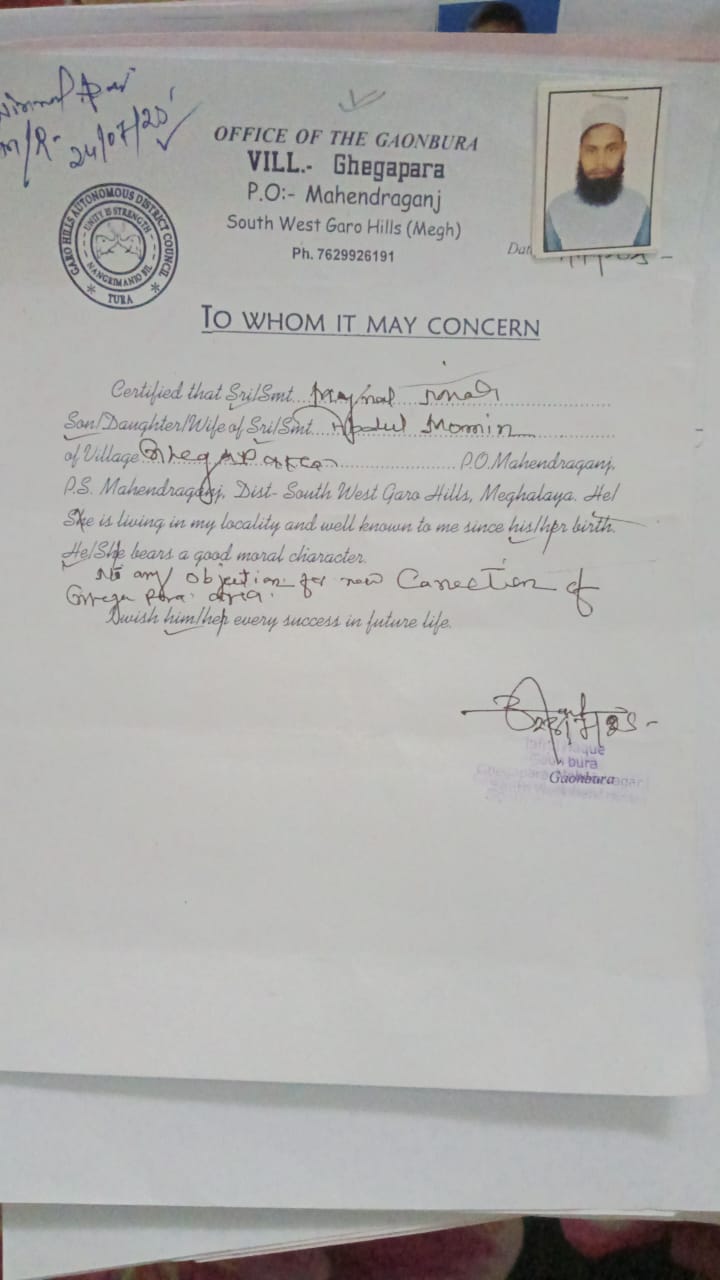 24/07/25
OFFICE OF THE GAONBURA
VILL.- Ghegapara
P.O:- Mahendraganj
South West Garo Hills (Megh)
Ph. 7629926191
GARO HILLS AUTONOMOUS DISTRICT COUNCIL
UNITY IS STRENGTH
TURA
TO WHOM IT MAY CONCERN
Certified that Sri/Smt.
Son/Daughter/Wife of Sri/Smt. Abdul Momin
of Village P.O.Mahendraganj,
P.S. Mahendraganj, Dist- South West Garo Hills, Meghalaya. He/
She is living in my locality and well known to me since his/her birth.
He/She bears a good moral character.
No any objection for new Canection of
area.
I wish him/her every success in future life.
Gaonbura